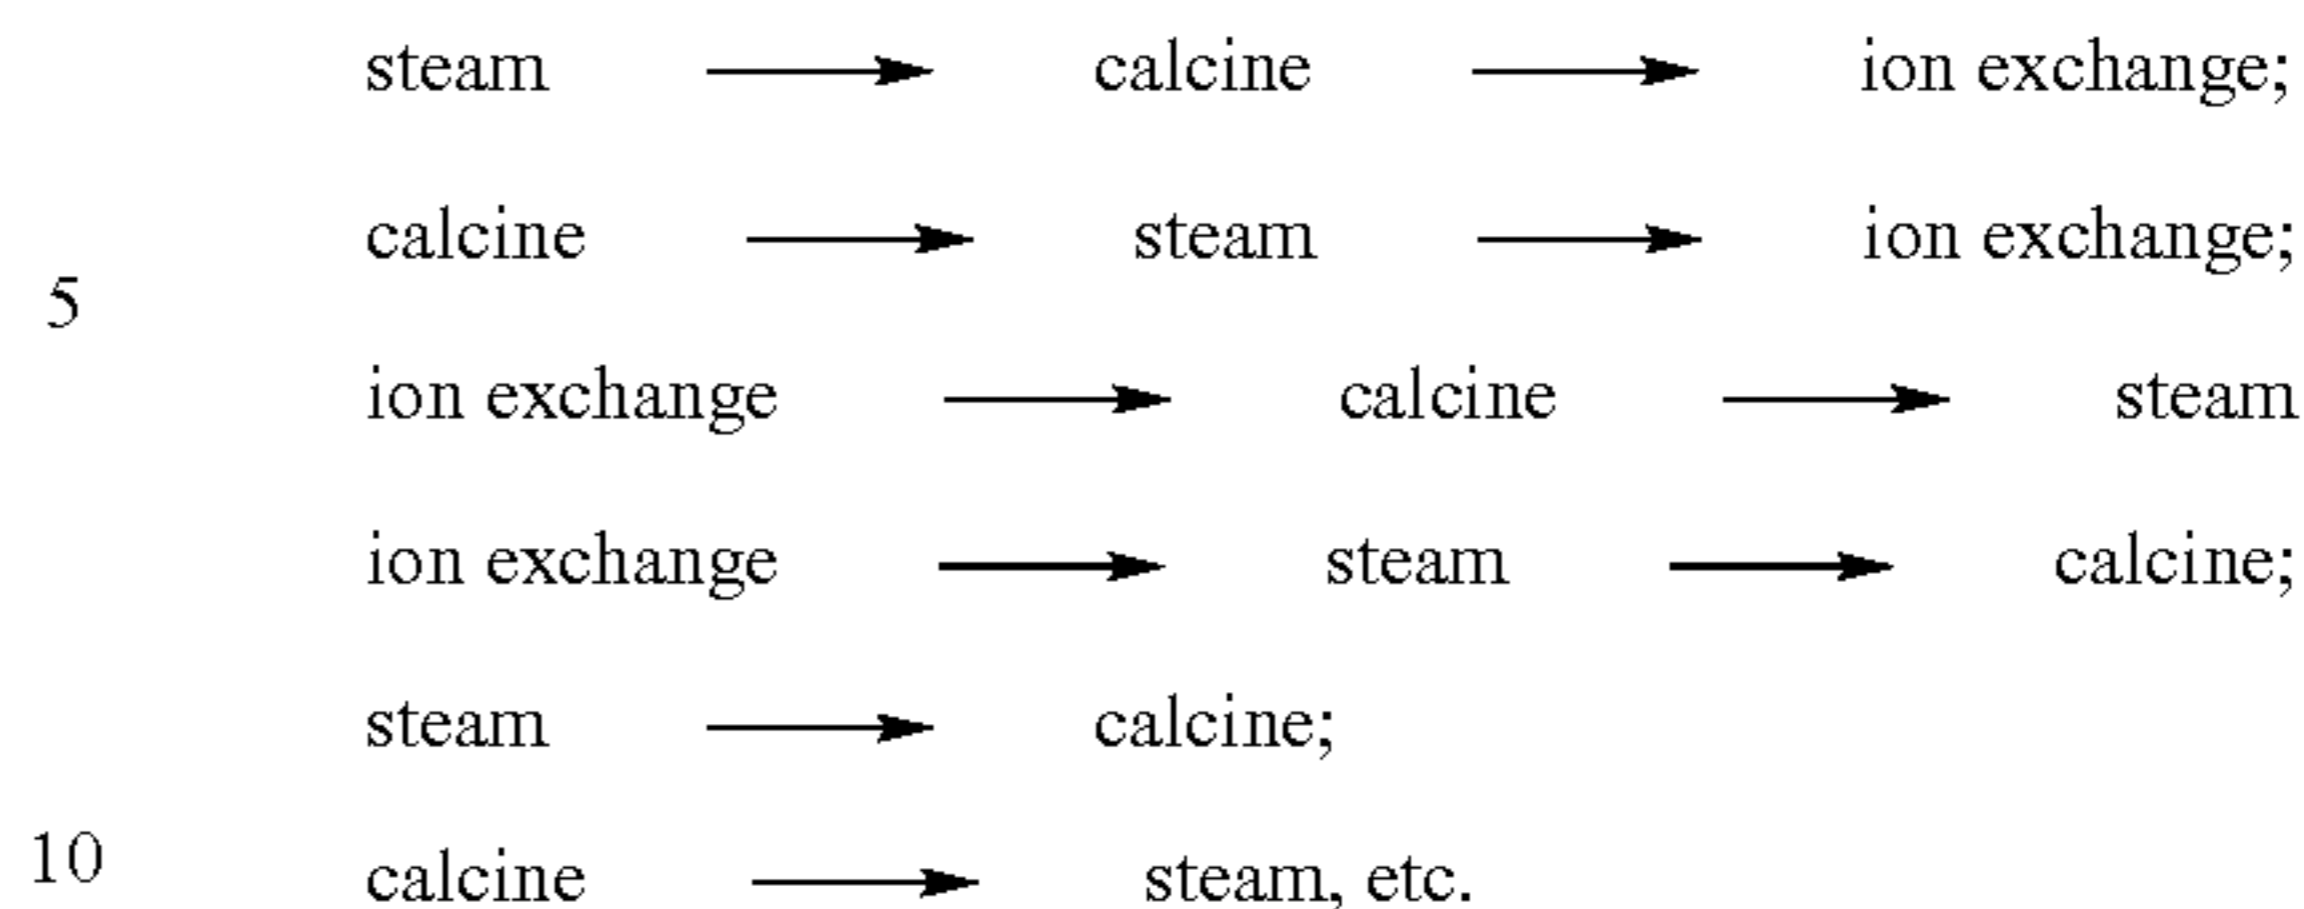 steam → calcine → ion exchange;
calcine → steam → ion exchange;
5
ion exchange → calcine → steam
ion exchange → steam → calcine;
steam → calcine;
10
calcine → steam, etc.